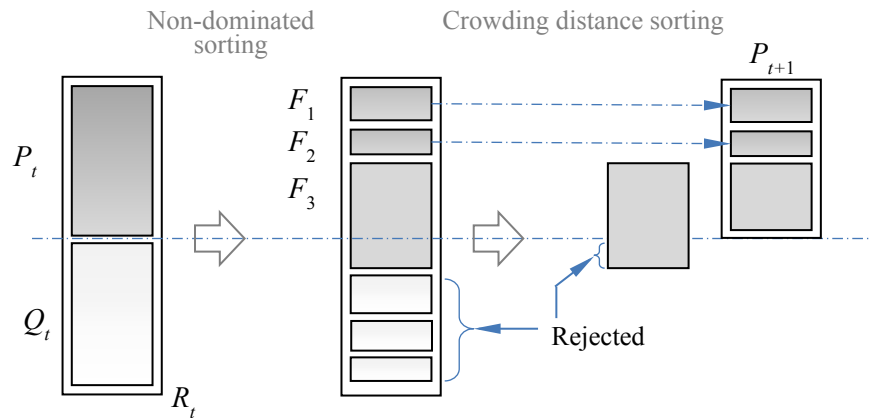 Non-dominated
sorting
Crowding distance sorting
P_{t+1}
F_1
F_2
P_t
F_3
Q_t
Rejected
R_t